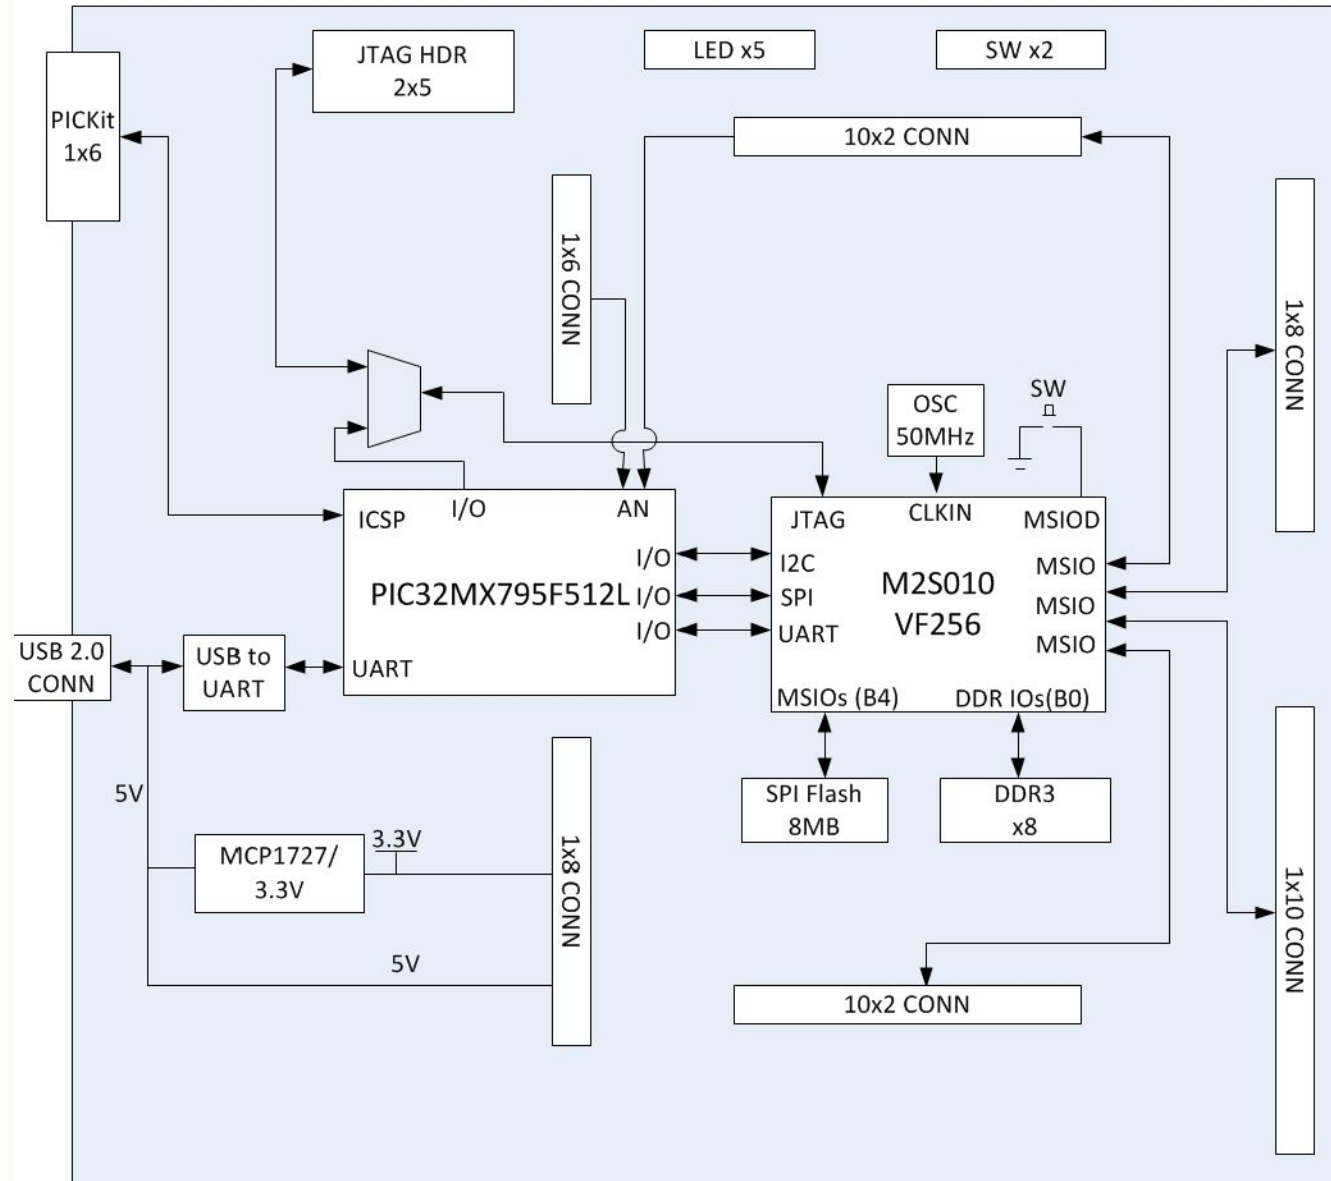 JTAG HDR
2x5
LED x5
SW x2
PICKit
1x6
10x2 CONN
1x6 CONN
1x8 CONN
OSC
50MHz
SW
I/O
AN
ICSP
JTAG
CLKIN
MSIOD
I/O
I2C
MSIO
PIC32MX795F512L
I/O
SPI
M2S010
VF256
MSIO
I/O
UART
MSIO
USB 2.0
CONN
USB to
UART
UART
MSIOs (B4)
DDR IOs(B0)
5V
SPI Flash
8MB
DDR3
x8
MCP1727/
3.3V
3.3V
1x8 CONN
1x10 CONN
5V
10x2 CONN